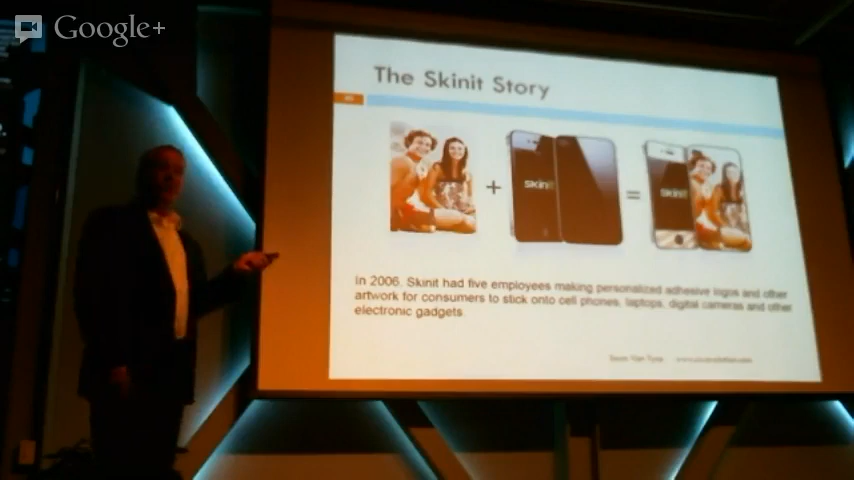 Google+
The Skinit Story
skinit
skinit
+
=
In 2006, Skinit had five employees making personalized adhesive logos and other
artwork for consumers to stick onto cell phones, laptops, digital cameras and other
electronic gadgets.